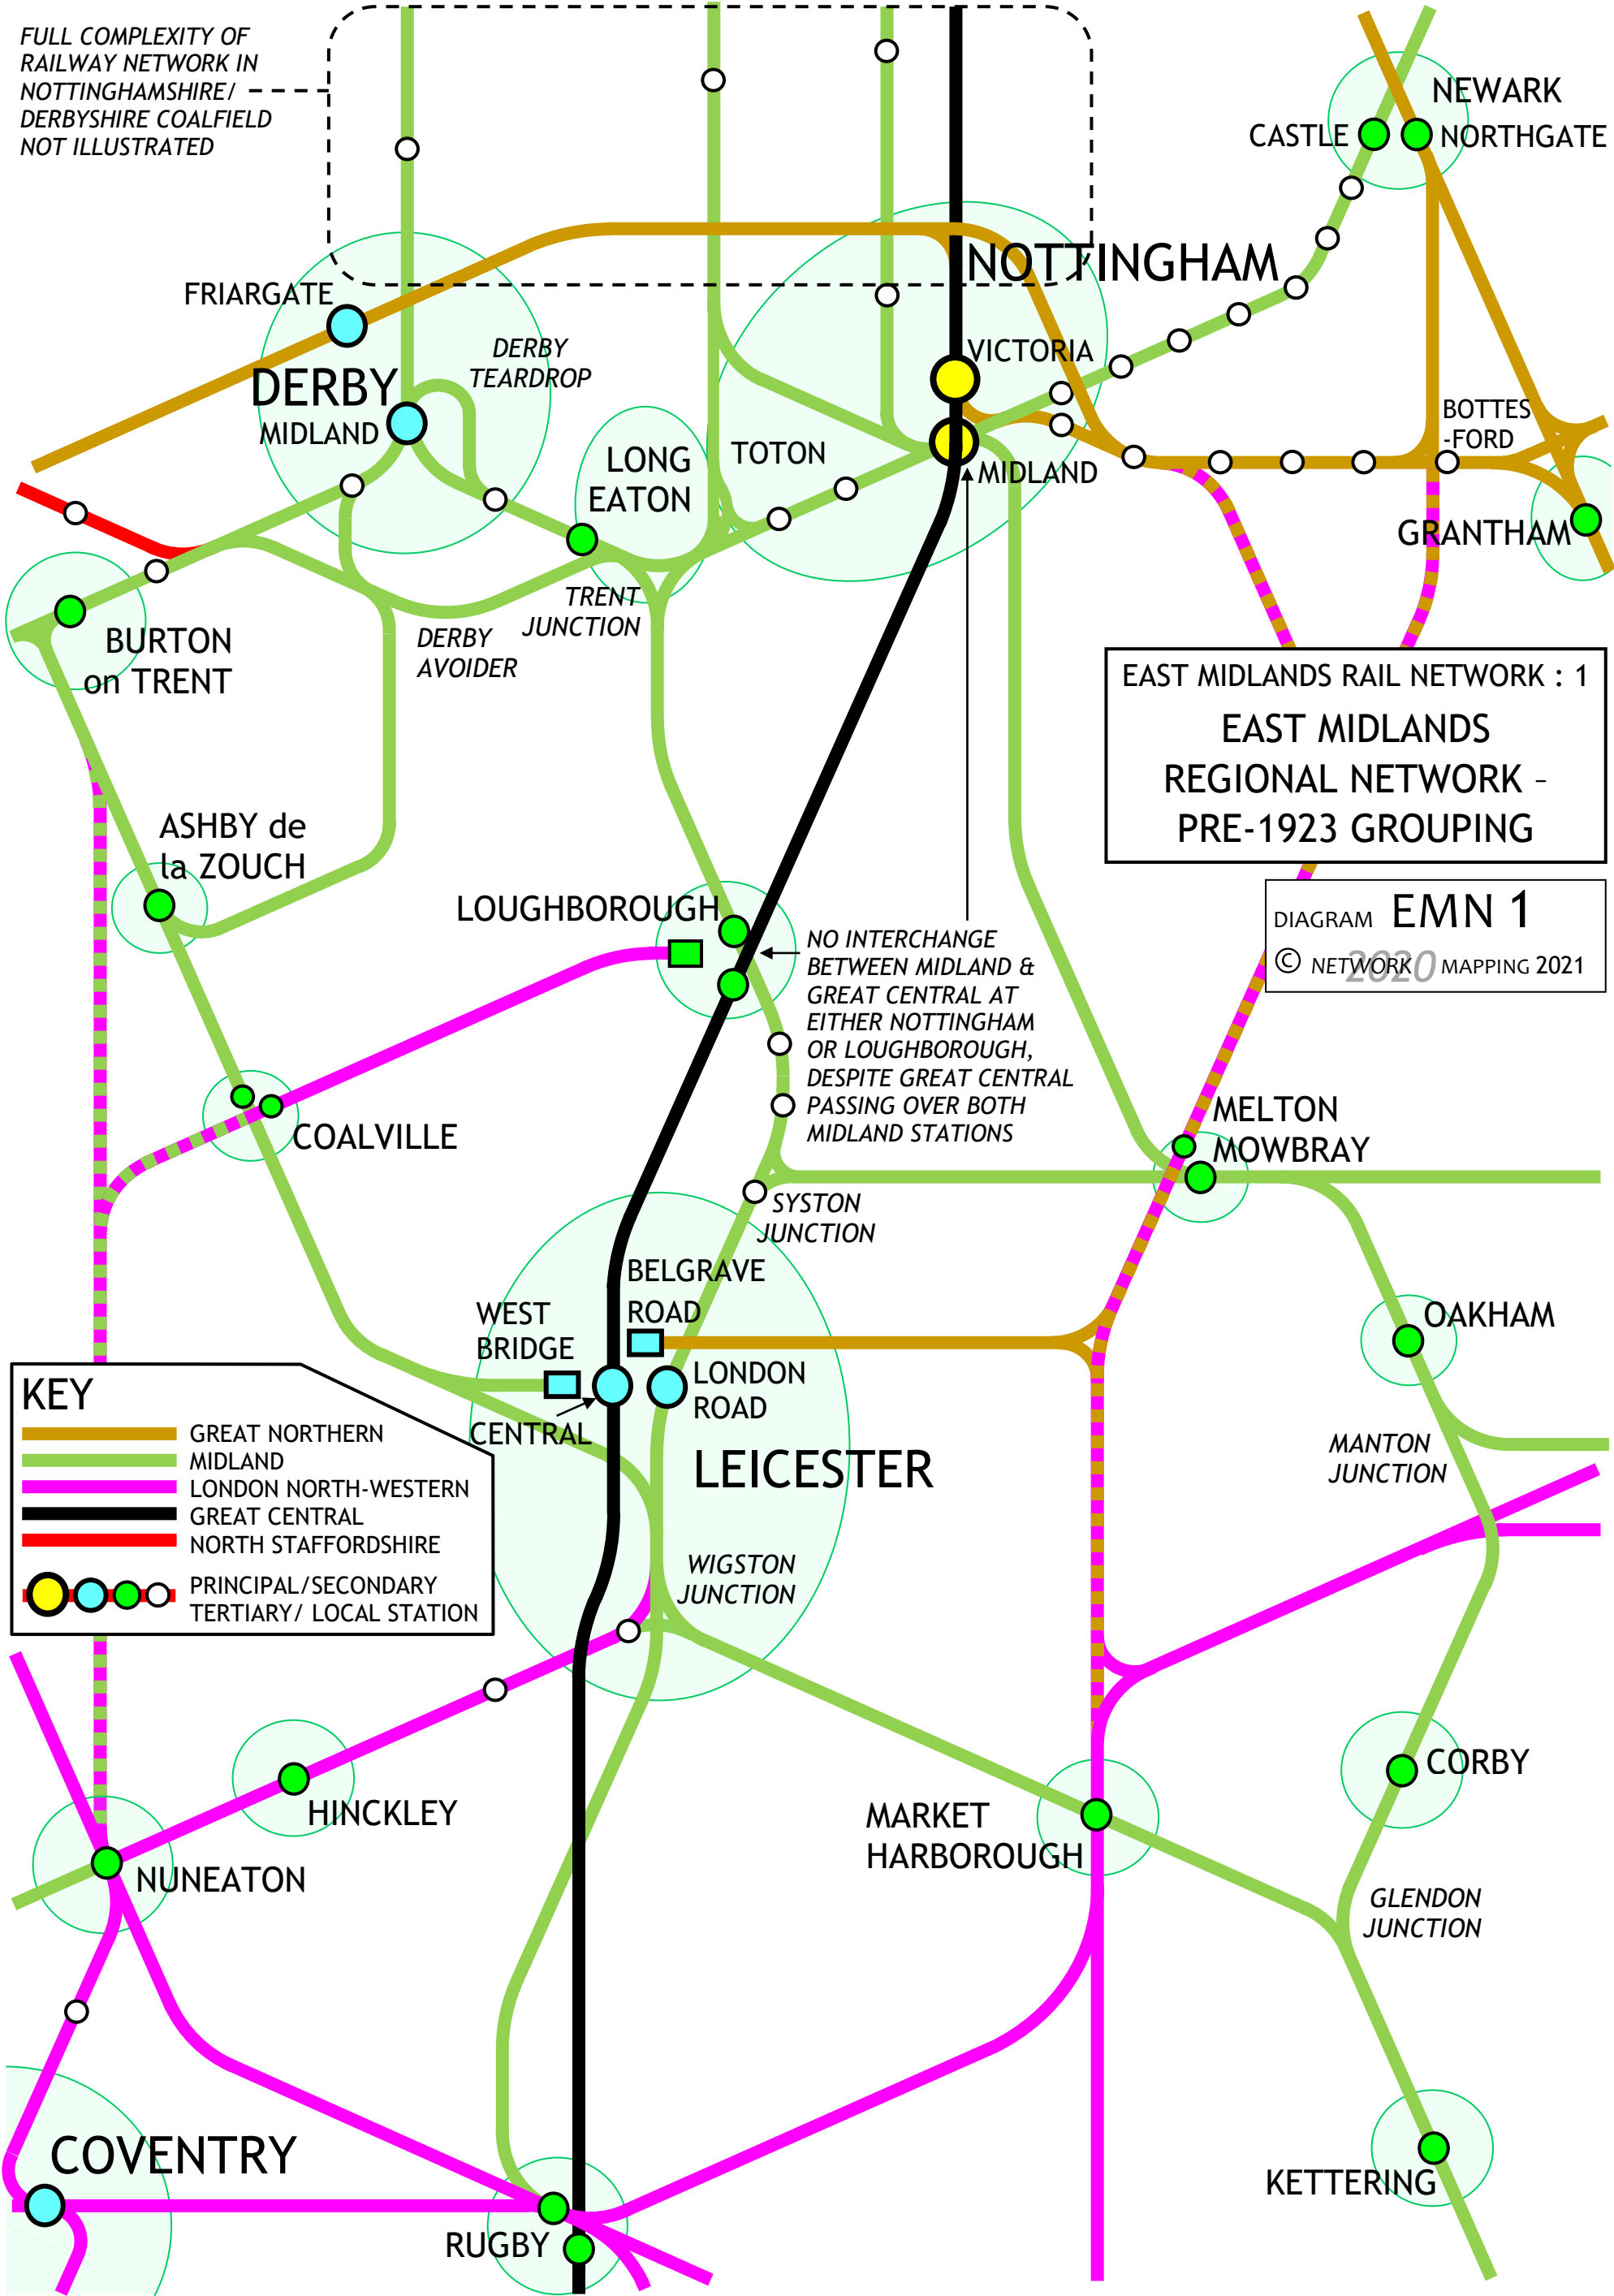 FULL COMPLEXITY OF
RAILWAY NETWORK IN
NOTTINGHAMSHIRE/
DERBYSHIRE COALFIELD
NOT ILLUSTRATED
NEWARK
CASTLE
NORTHGATE
NOTTINGHAM
FRIARGATE
DERBY
TEARDROP
VICTORIA
DERBY
MIDLAND
BOTTES
-FORD
LONG
EATON
TOTON
MIDLAND
GRANTHAM
TRENT
JUNCTION
BURTON
on TRENT
DERBY
AVOIDER
EAST MIDLANDS RAIL NETWORK : 1
EAST MIDLANDS
REGIONAL NETWORK –
PRE-1923 GROUPING
ASHBY de
la ZOUCH
LOUGHBOROUGH
DIAGRAM EMN 1
© NETWORK 2020 MAPPING 2021
NO INTERCHANGE
BETWEEN MIDLAND &
GREAT CENTRAL AT
EITHER NOTTINGHAM
OR LOUGHBOROUGH,
DESPITE GREAT CENTRAL
PASSING OVER BOTH
MIDLAND STATIONS
COALVILLE
MELTON
MOWBRAY
SYSTON
JUNCTION
BELGRAVE
ROAD
WEST
BRIDGE
OAKHAM
LONDON
ROAD
CENTRAL
LEICESTER
MANTON
JUNCTION
KEY
GREAT NORTHERN
MIDLAND
LONDON NORTH-WESTERN
GREAT CENTRAL
NORTH STAFFORDSHIRE
PRINCIPAL/SECONDARY
TERTIARY/ LOCAL STATION
WIGSTON
JUNCTION
CORBY
HINCKLEY
MARKET
HARBOROUGH
NUNEATON
GLENDON
JUNCTION
COVENTRY
KETTERING
RUGBY